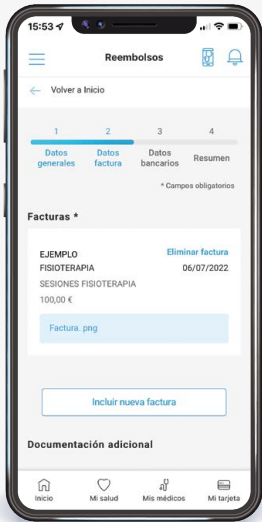 15:53
Reembolsos
Volver a Inicio
1 2 3 4
Datos generales
Datos factura
Datos bancarios
Resumen
* Campos obligatorios
Facturas *
EJEMPLO FISIOTERAPIA
Eliminar factura
06/07/2022
SESIONES FISIOTERAPIA
100,00 €
Factura. png
Incluir nueva factura
Documentación adicional
Inicio
Mi salud
Mis médicos
Mi tarjeta